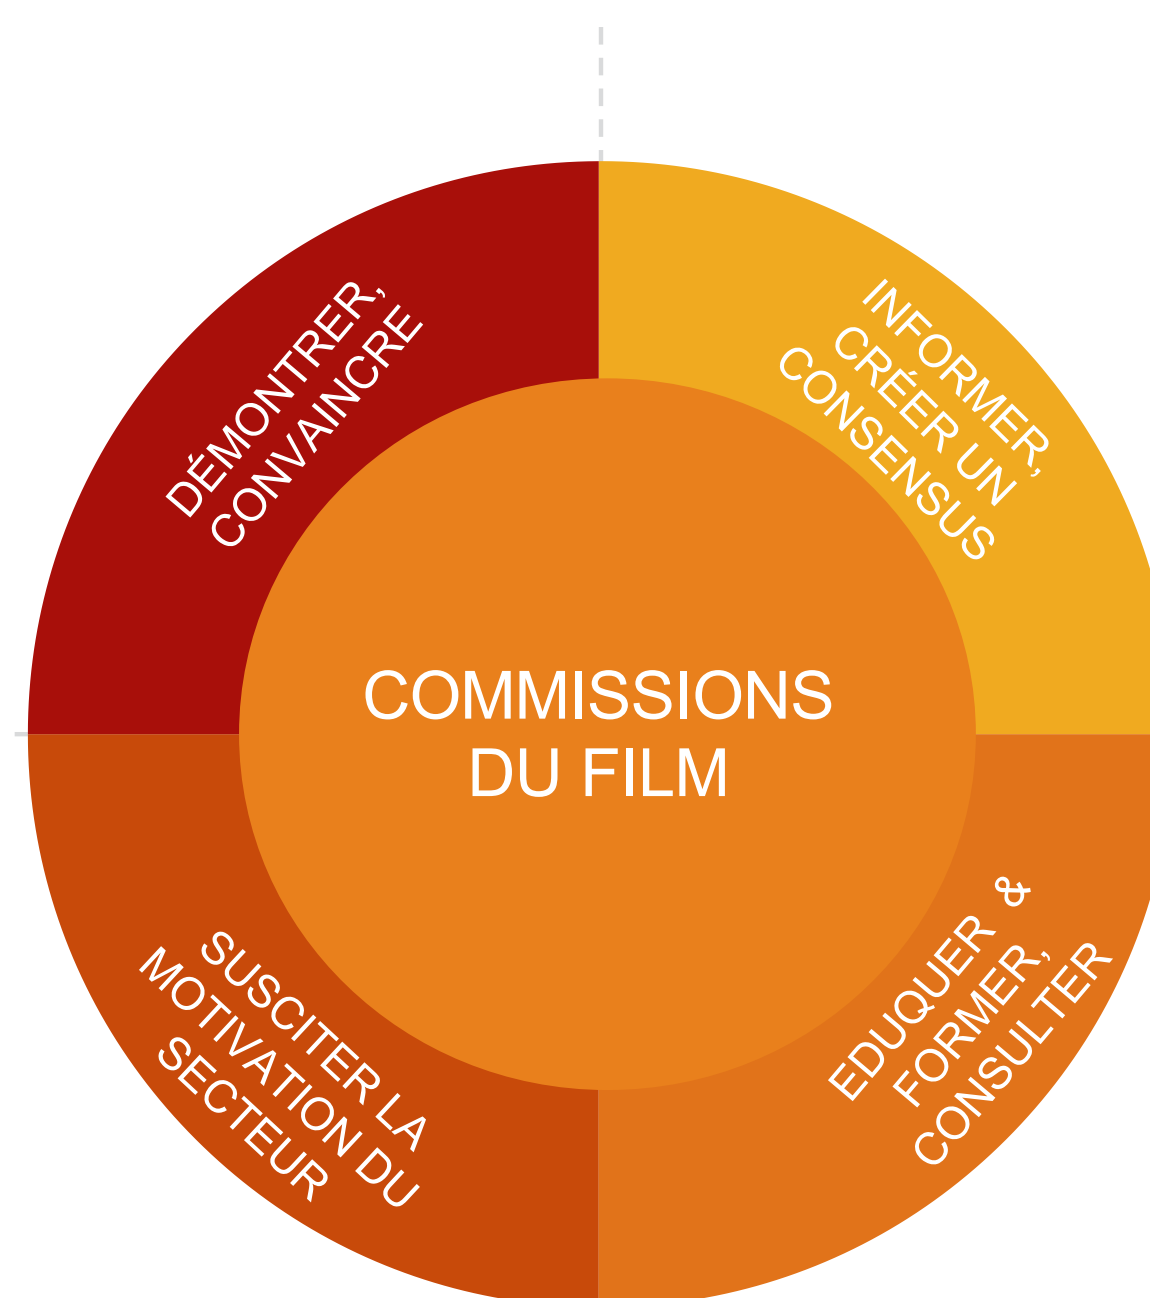 DÉMONTRER,
CONVAINCRE
INFORMER,
CRÉER UN
CONSENSUS
COMMISSIONS
DU FILM
SUSCITER LA
MOTIVATION DU
SECTEUR
EDUQUER &
FORMER,
CONSULTER